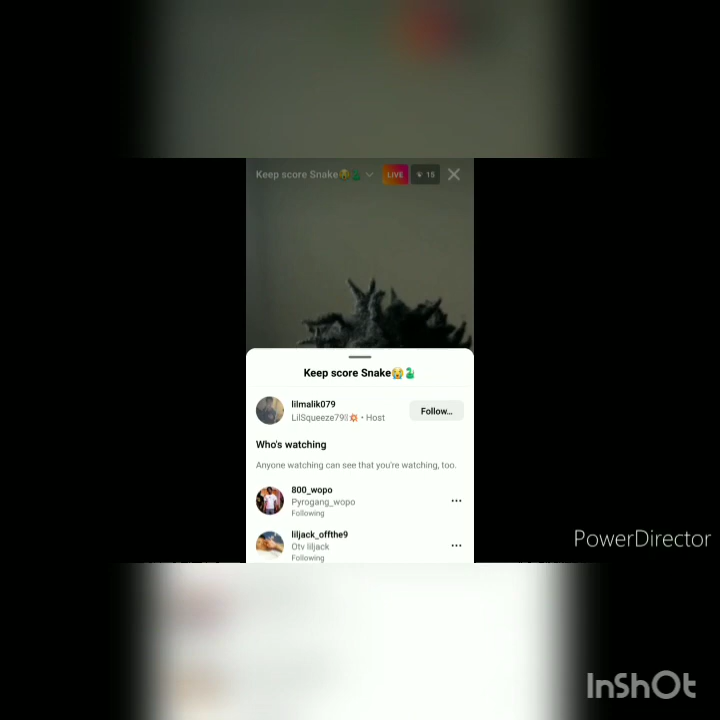 Keep score Snake😭🐍
LIVE
15
Keep score Snake😭🐍
lilmalik079
LilSqueeze79💥 • Host
Follow...
Who's watching
Anyone watching can see that you're watching, too.
800_wopo
Pyrogang_wopo
Following
liljack_offthe9
Otv liljack
Following
PowerDirector
InShOt